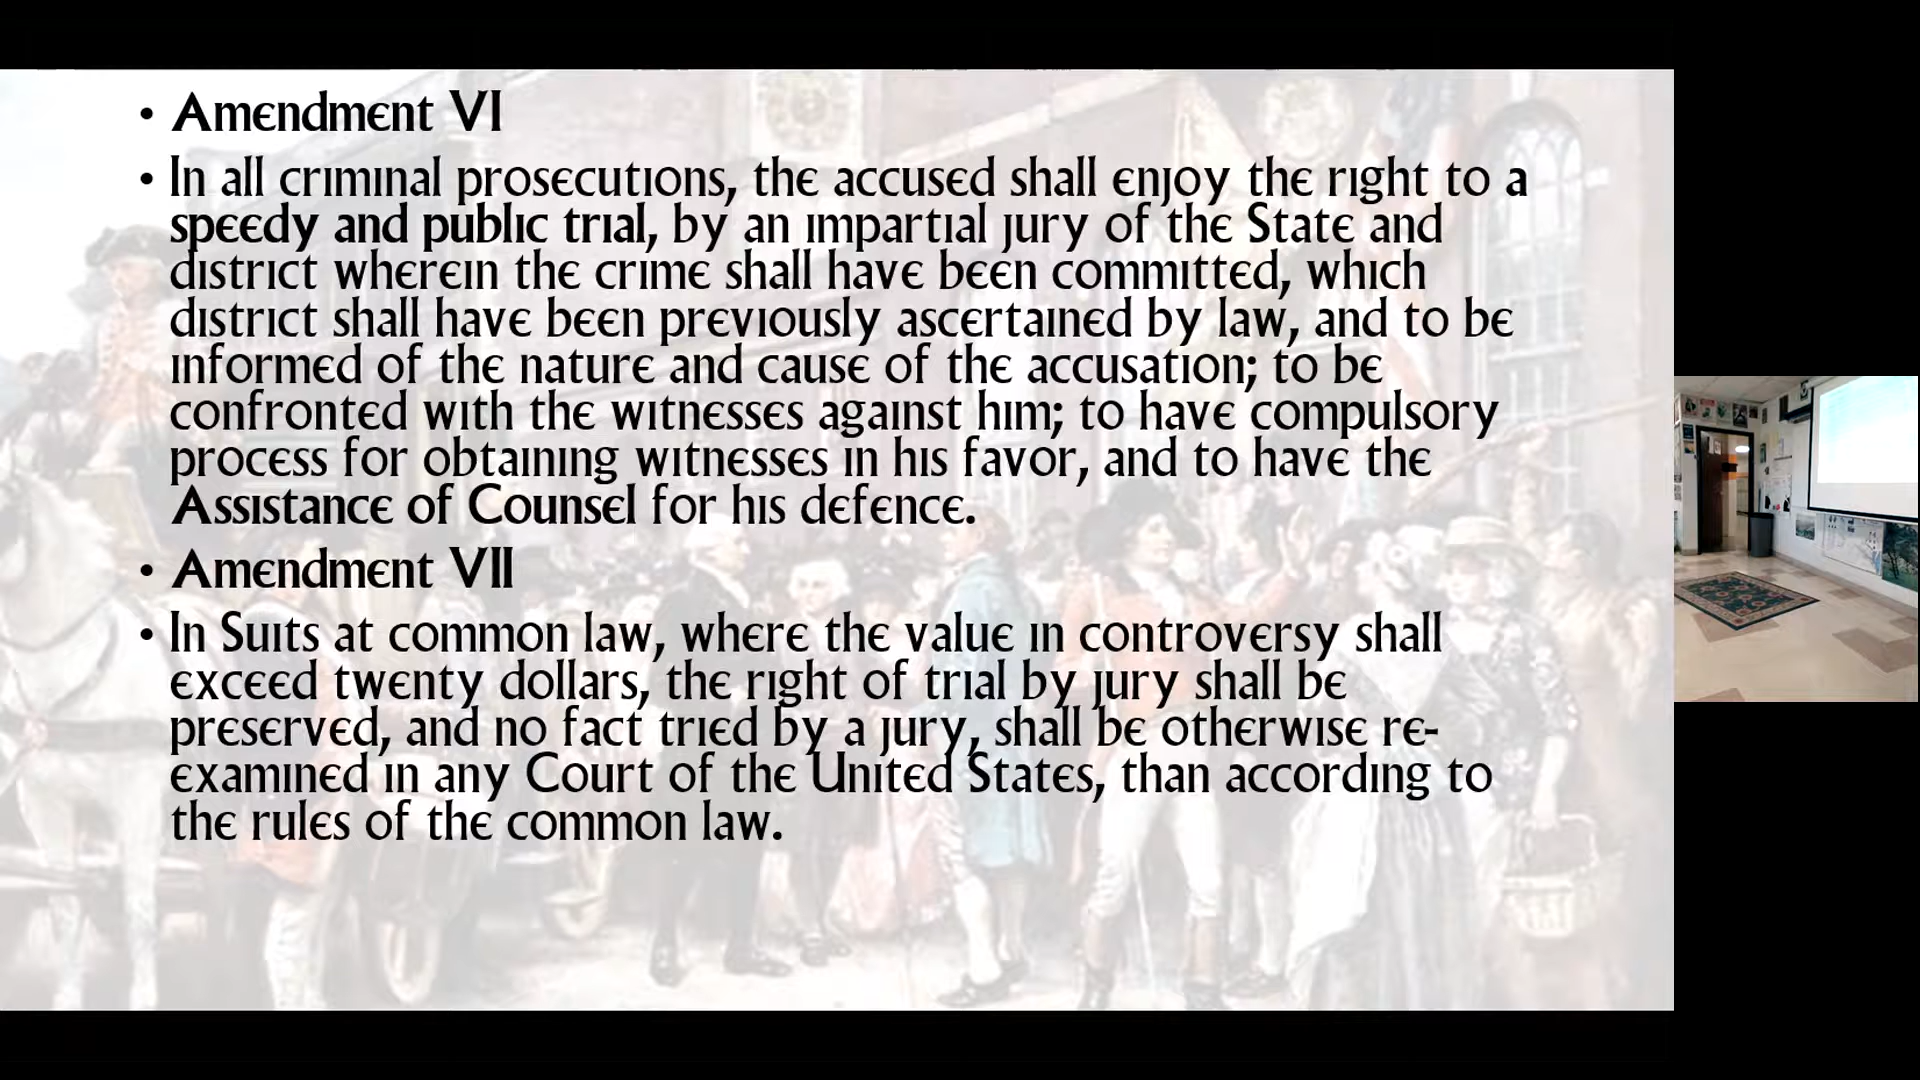 • Amendment VI
• In all criminal prosecutions, the accused shall enjoy the right to a
speedy and public trial, by an impartial jury of the State and
district wherein the crime shall have been committed, which
district shall have been previously ascertained by law, and to be
informed of the nature and cause of the accusation; to be
confronted with the witnesses against him; to have compulsory
process for obtaining witnesses in his favor, and to have the
Assistance of Counsel for his defence.
• Amendment VII
• In Suits at common law, where the value in controversy shall
exceed twenty dollars, the right of trial by jury shall be
preserved, and no fact tried by a jury, shall be otherwise re-
examined in any Court of the United States, than according to
the rules of the common law.